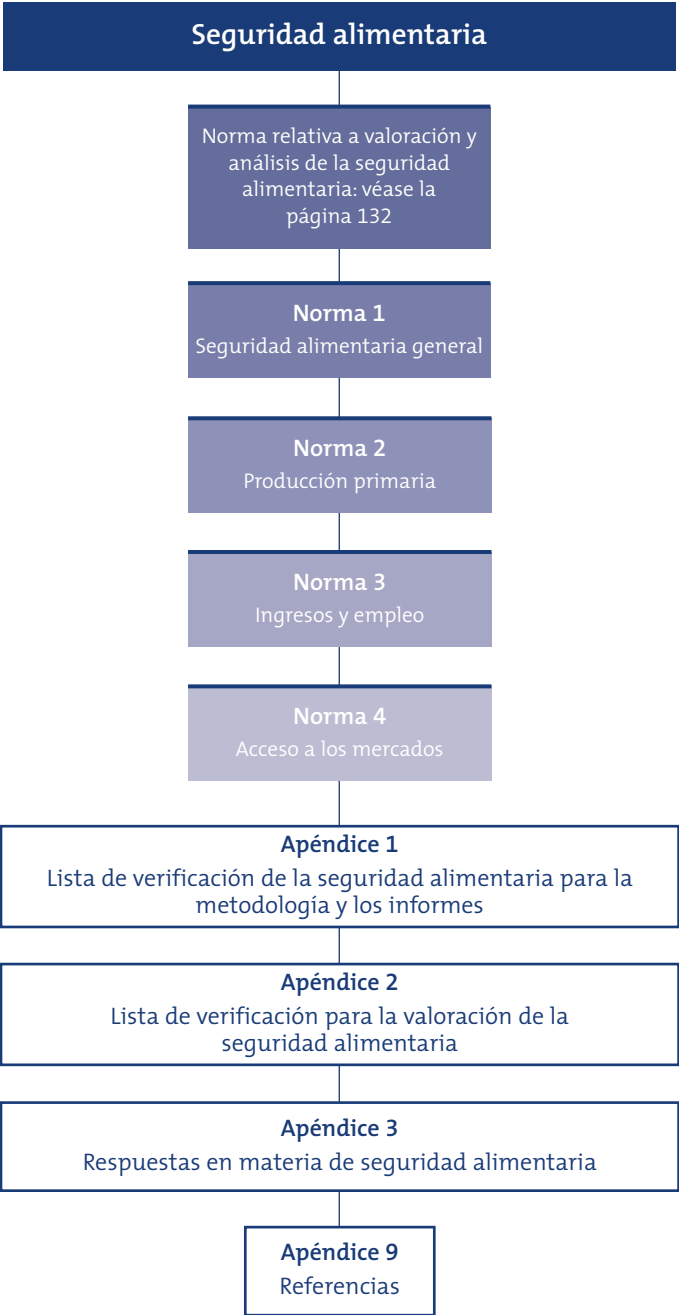 Seguridad alimentaria
Norma relativa a valoración y
análisis de la seguridad
alimentaria: véase la
página 132
Norma 1
Seguridad alimentaria general
Norma 2
Producción primaria
Norma 3
Ingresos y empleo
Norma 4
Acceso a los mercados
Apéndice 1
Lista de verificación de la seguridad alimentaria para la
metodología y los informes
Apéndice 2
Lista de verificación para la valoración de la
seguridad alimentaria
Apéndice 3
Respuestas en materia de seguridad alimentaria
Apéndice 9
Referencias